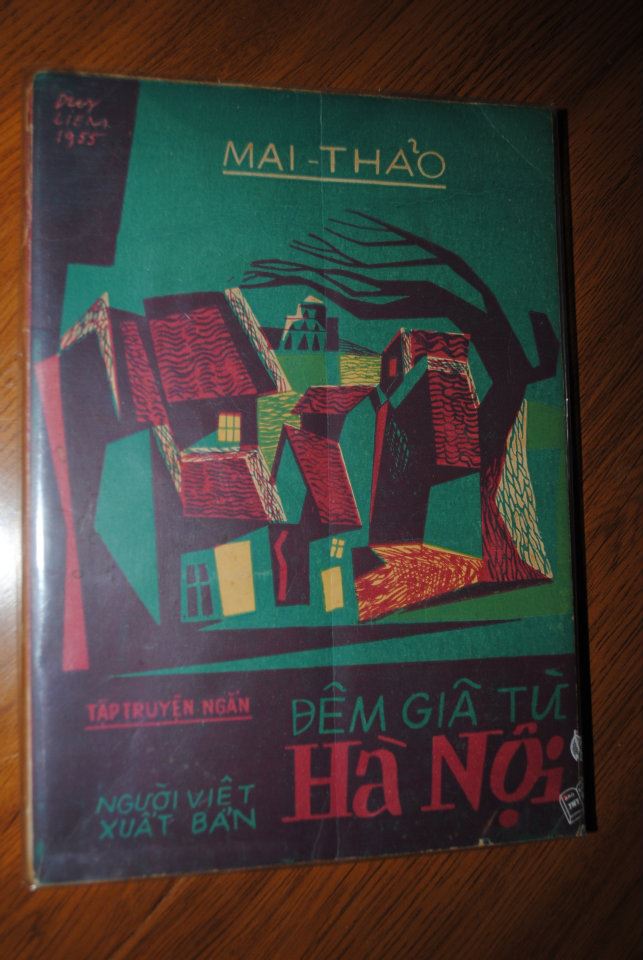 Duy
LIEM
1955
MAI-THẢO
TẬP TRUYỆN NGẮN
ĐÊM GIÃ TỪ
Hà Nội
NGƯỜI VIỆT
XUẤT BẢN